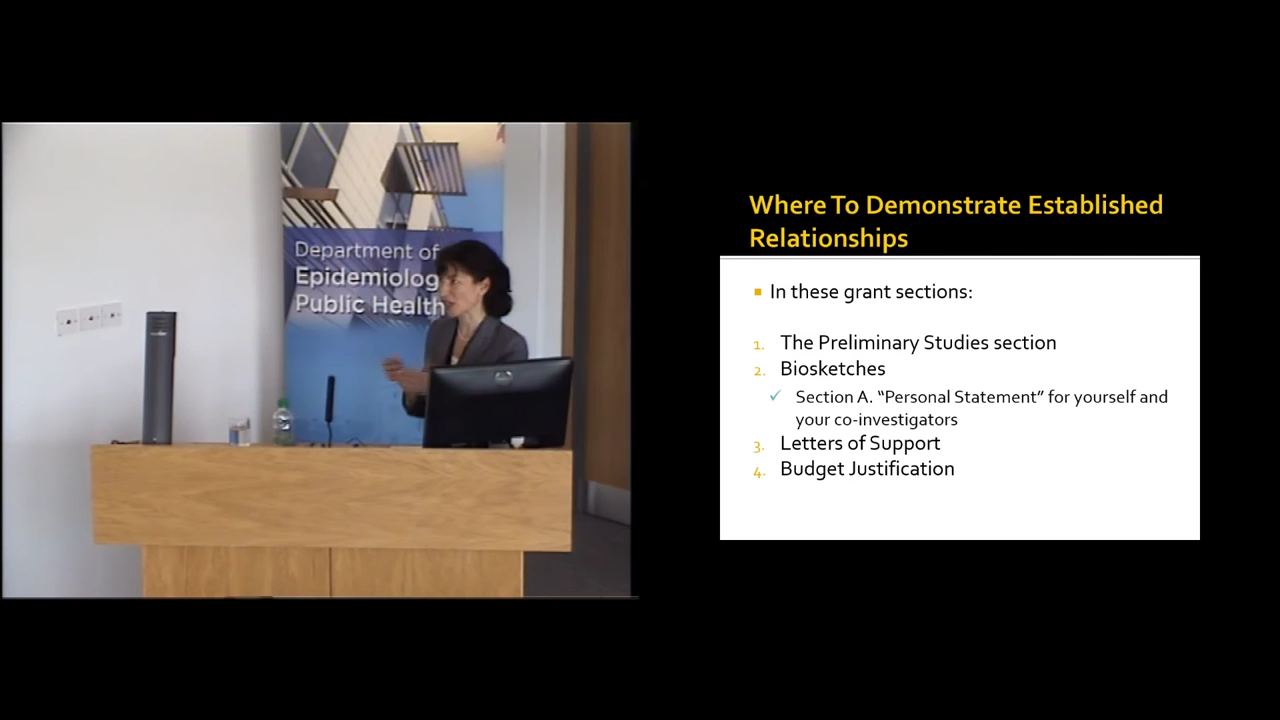 Department of
Epidemiolog
Public Health
Where To Demonstrate Established
Relationships
In these grant sections:
1. The Preliminary Studies section
2. Biosketches
Section A. “Personal Statement” for yourself and
your co-investigators
3. Letters of Support
4. Budget Justification